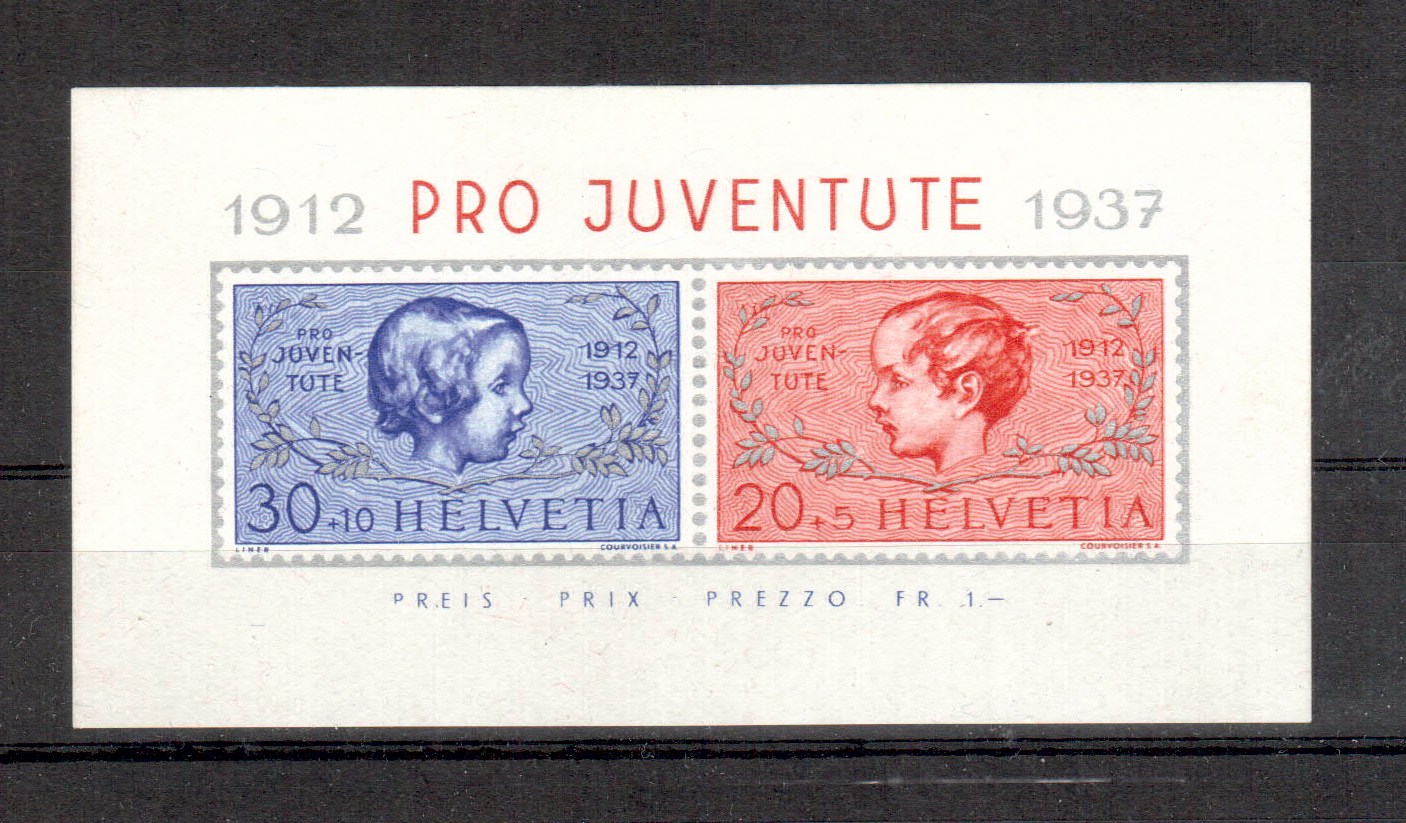 1912 PRO JUVENTUTE 1937
PRO
JUVEN-
TUTE
1912
1937
30+10 HELVETIA
LINER COURVOISIER S.A.
PRO
JUVEN-
TUTE
1912
1937
20+5 HELVETIA
LINER COURVOISIER S.A.
PREIS · PRIX · PREZZO FR. 1.—